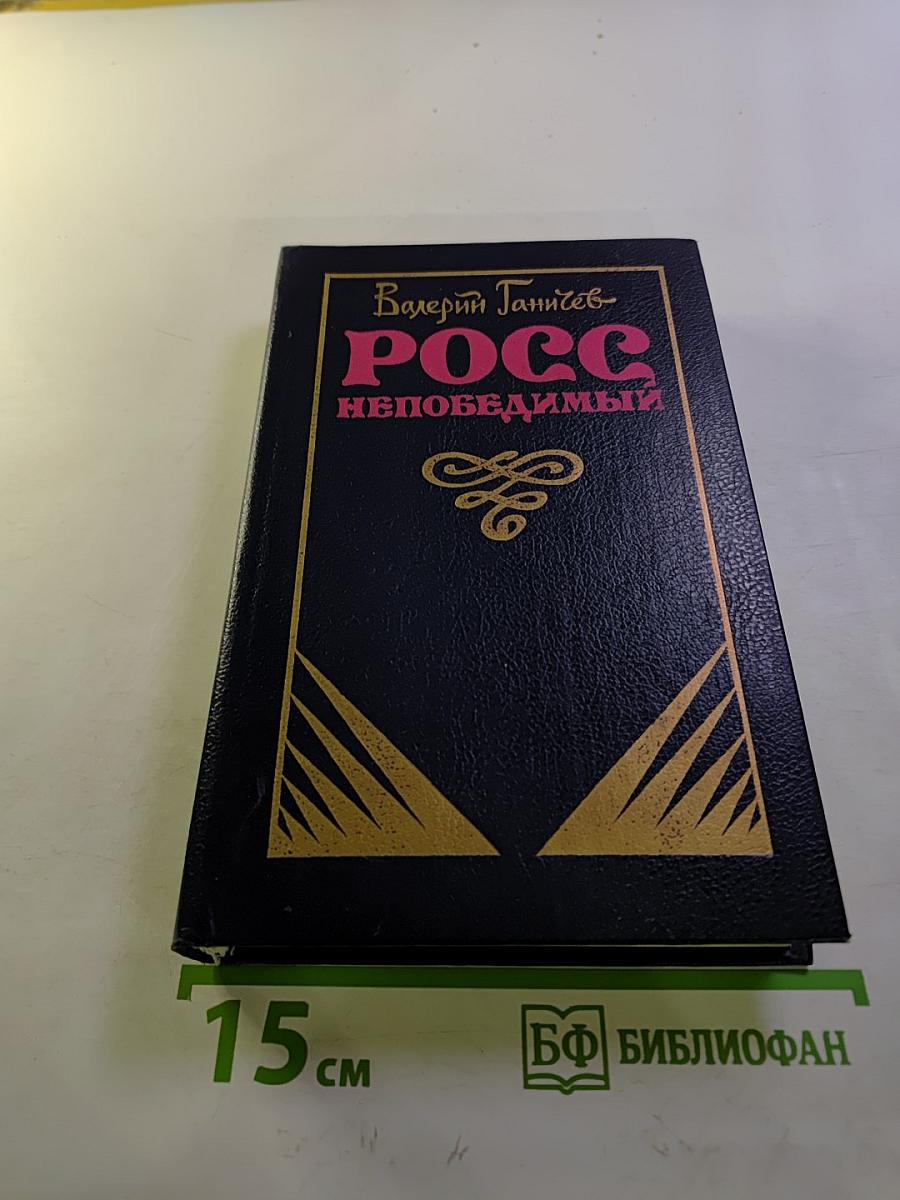 Валерий Ганичев
РОСС
НЕПОБЕДИМЫЙ
15 см
БФ БИБЛИОФАН